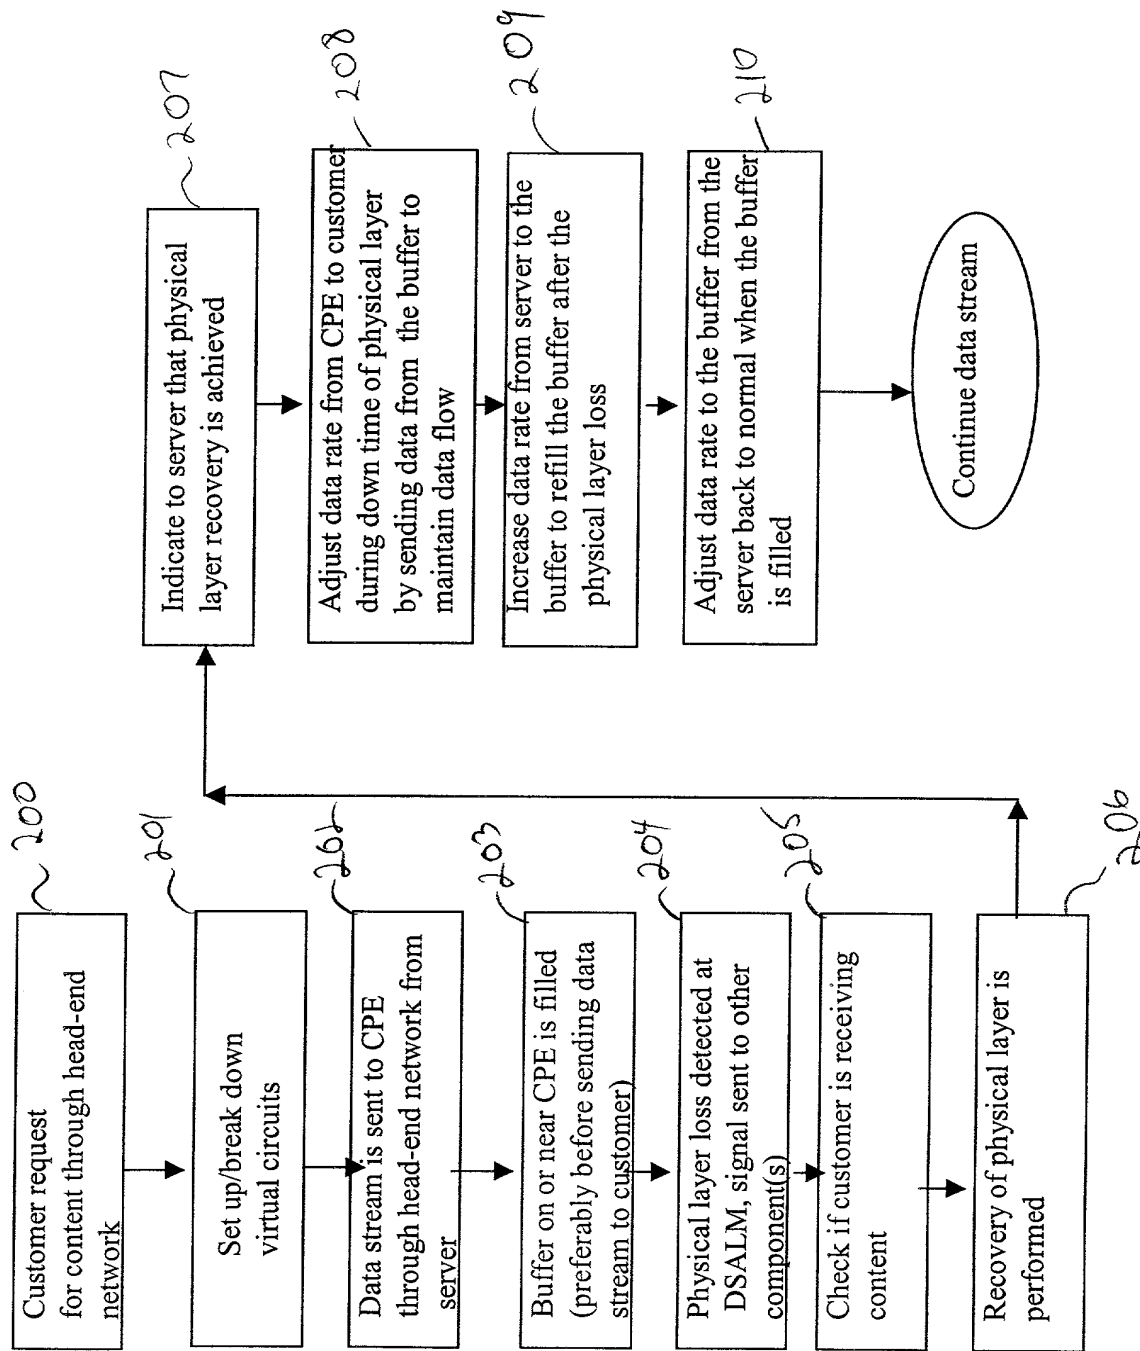 Customer request
for content through head-end
network
200
Set up/break down
virtual circuits
201
Data stream is sent to CPE
through head-end network from
server
202
Buffer on or near CPE is filled
(preferably before sending data
stream to customer)
203
Physical layer loss detected at
DSALM, signal sent to other
component(s)
204
Check if customer is receiving
content
205
Recovery of physical layer is
performed
206
Indicate to server that physical
layer recovery is achieved
207
Adjust data rate from CPE to customer
during down time of physical layer
by sending data from the buffer to
maintain data flow
208
Increase data rate from server to the
buffer to refill the buffer after the
physical layer loss
209
Adjust data rate to the buffer from the
server back to normal when the buffer
is filled
210
Continue data stream